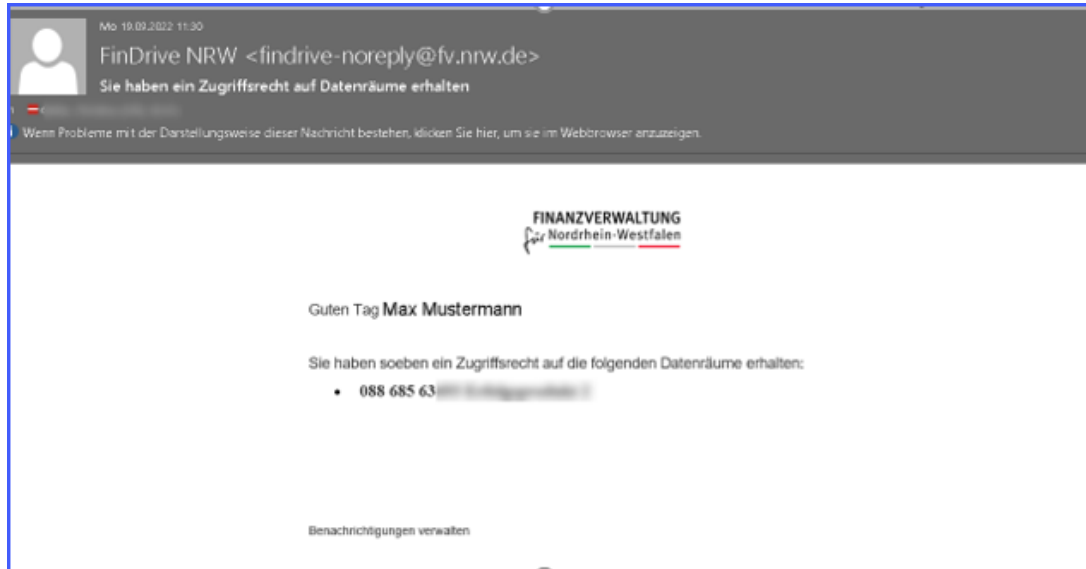 Mo 19.09.2022 11:30
FinDrive NRW <findrive-noreply@fv.nrw.de>
Sie haben ein Zugriffsrecht auf Datenräume erhalten
Wenn Probleme mit der Darstellungsweise dieser Nachricht bestehen, klicken Sie hier, um sie im Webbrowser anzuzeigen.
FINANZVERWALTUNG
für Nordrhein-Westfalen
Guten Tag Max Mustermann
Sie haben soeben ein Zugriffsrecht auf die folgenden Datenräume erhalten:
• 088 685 63
Benachrichtigungen verwalten